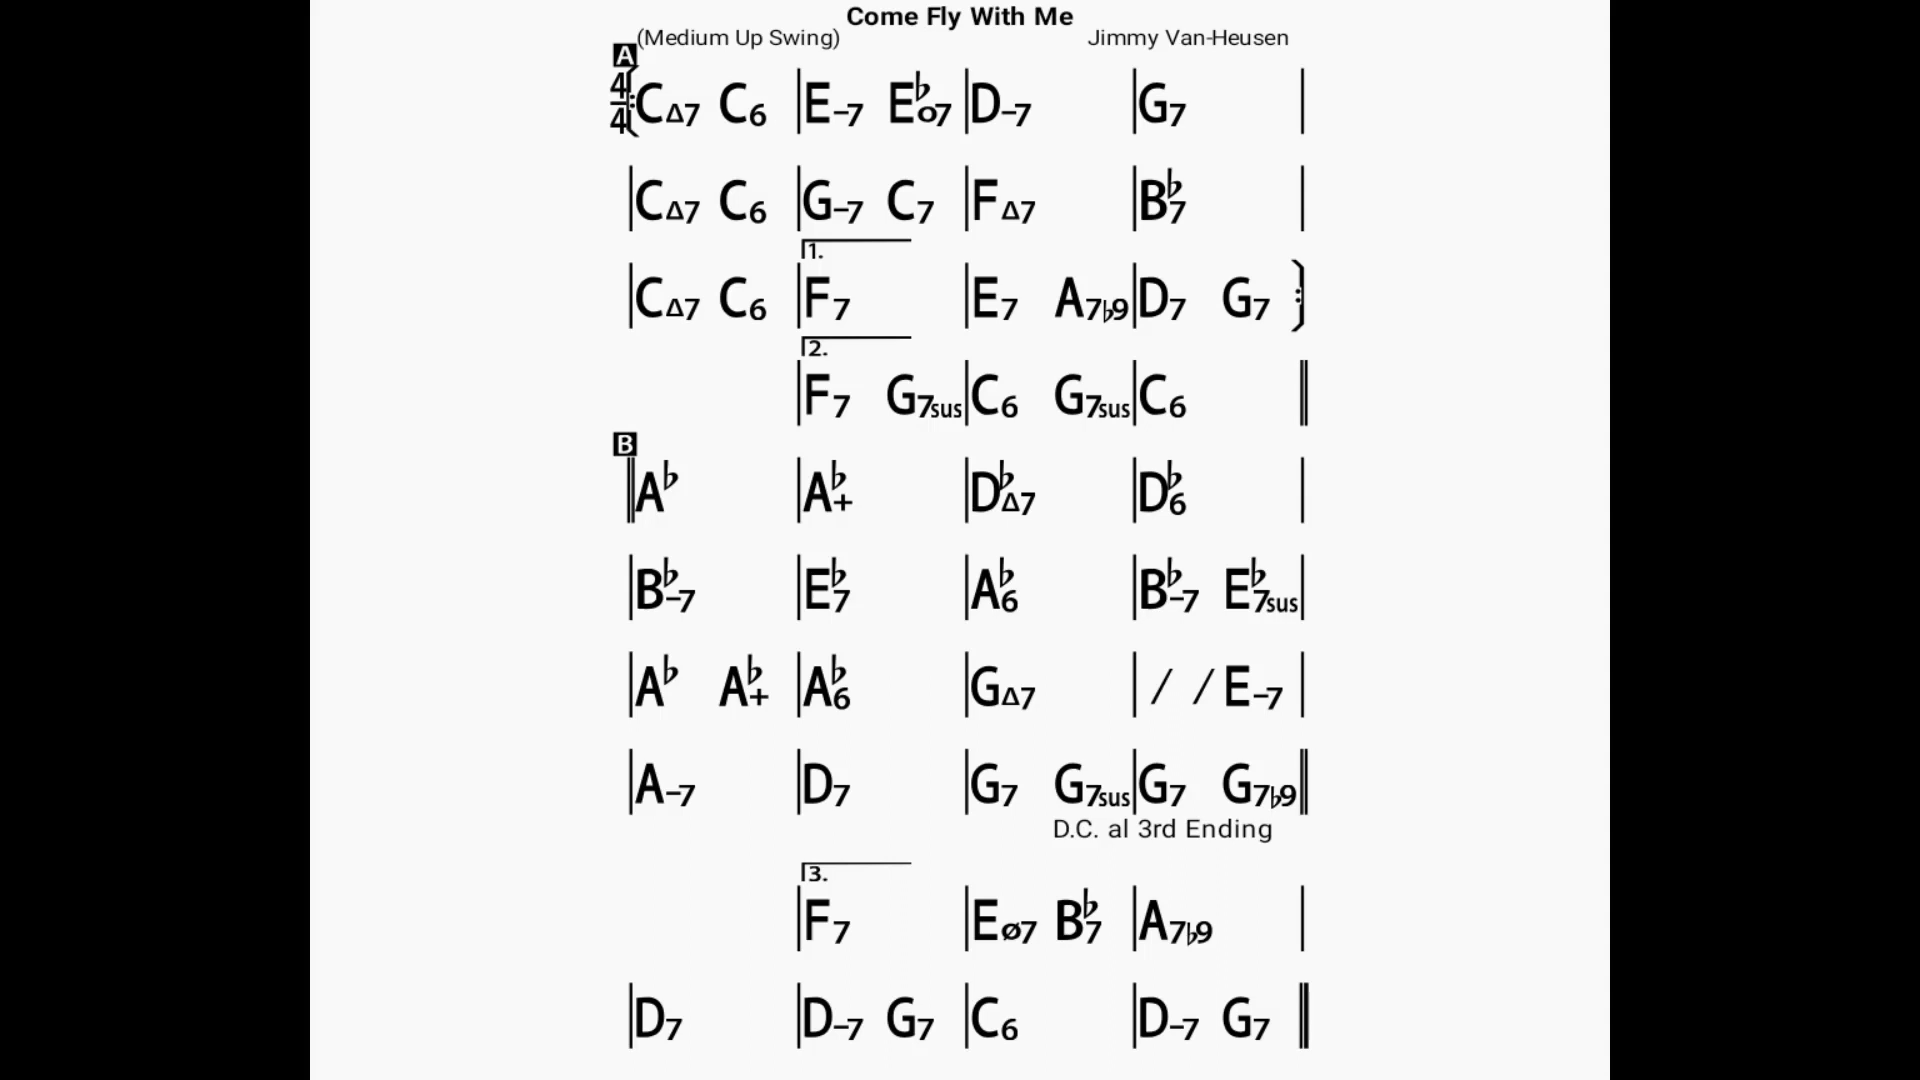 Come Fly With Me
(Medium Up Swing) Jimmy Van-Heusen
A
4/4 CΔ7 C6 E-7 E♭o7 D-7 G7
CΔ7 C6 G-7 C7 FΔ7 B♭7
1.
CΔ7 C6 F7 E7 A7♭9 D7 G7
2.
F7 G7sus C6 G7sus C6
B
A♭ A♭+ D♭Δ7 D♭6
B♭-7 E♭7 A♭6 B♭-7 E♭7sus
A♭ A♭+ A♭6 GΔ7 / / E-7
A-7 D7 G7 G7sus G7 G7♭9
D.C. al 3rd Ending
3.
F7 Eø7 B♭7 A7♭9
D7 D-7 G7 C6 D-7 G7